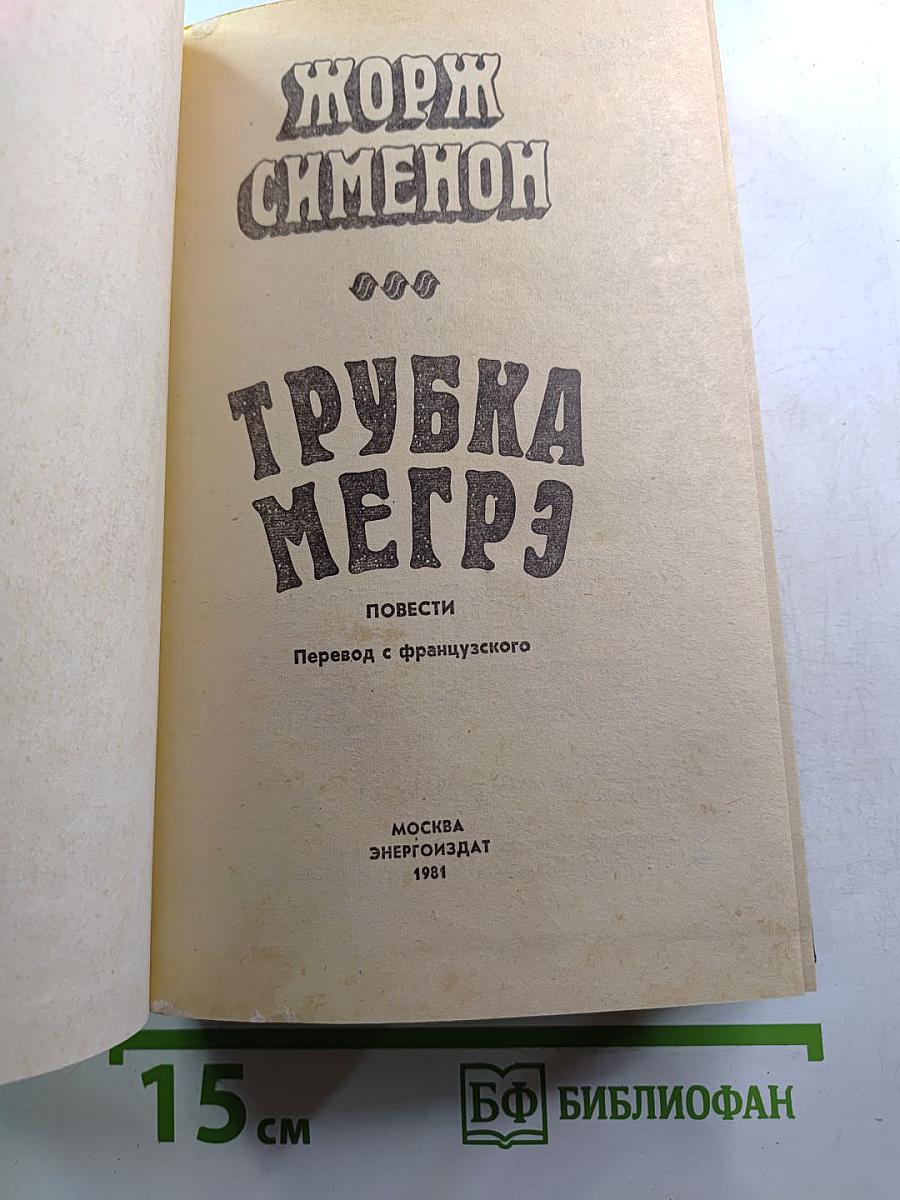 ЖОРЖ
СИМЕНОН
ТРУБКА
МЕГРЭ
ПОВЕСТИ
Перевод с французского
МОСКВА
ЭНЕРГОИЗДАТ
1981
15 см
БФ БИБЛИОФАН